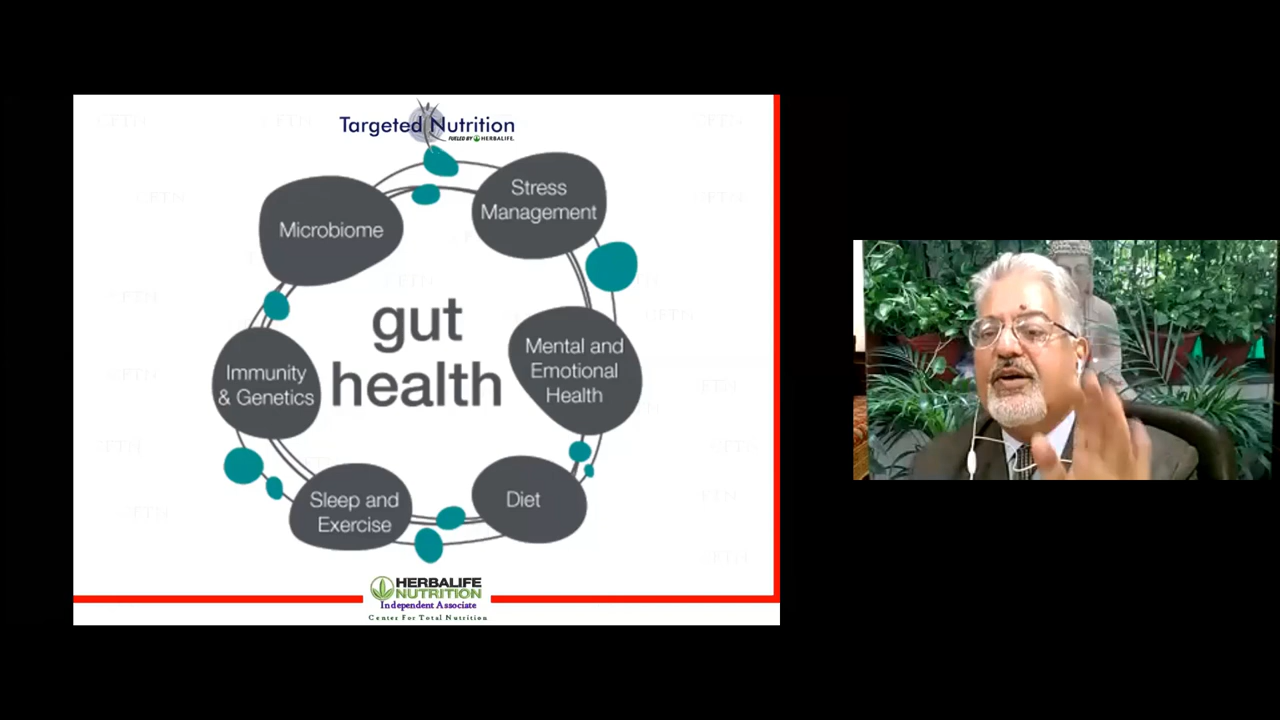 Targeted Nutrition
FUELED BY HERBALIFE.
Stress
Management
Microbiome
gut
health
Mental and
Emotional
Health
Immunity
& Genetics
Sleep and
Exercise
Diet
HERBALIFE
NUTRITION
Independent Associate
Center For Total Nutrition